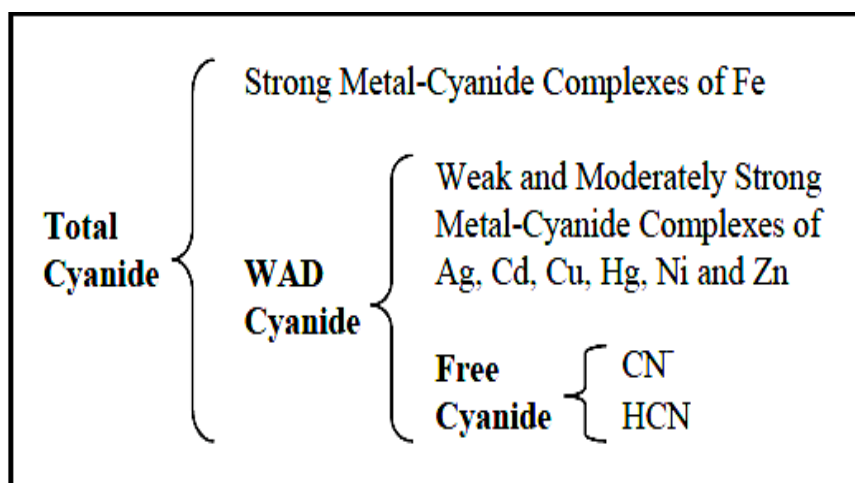 Strong Metal-Cyanide Complexes of Fe
Total
Cyanide
WAD
Cyanide
Weak and Moderately Strong
Metal-Cyanide Complexes of
Ag, Cd, Cu, Hg, Ni and Zn
Free
Cyanide
CN⁻
HCN